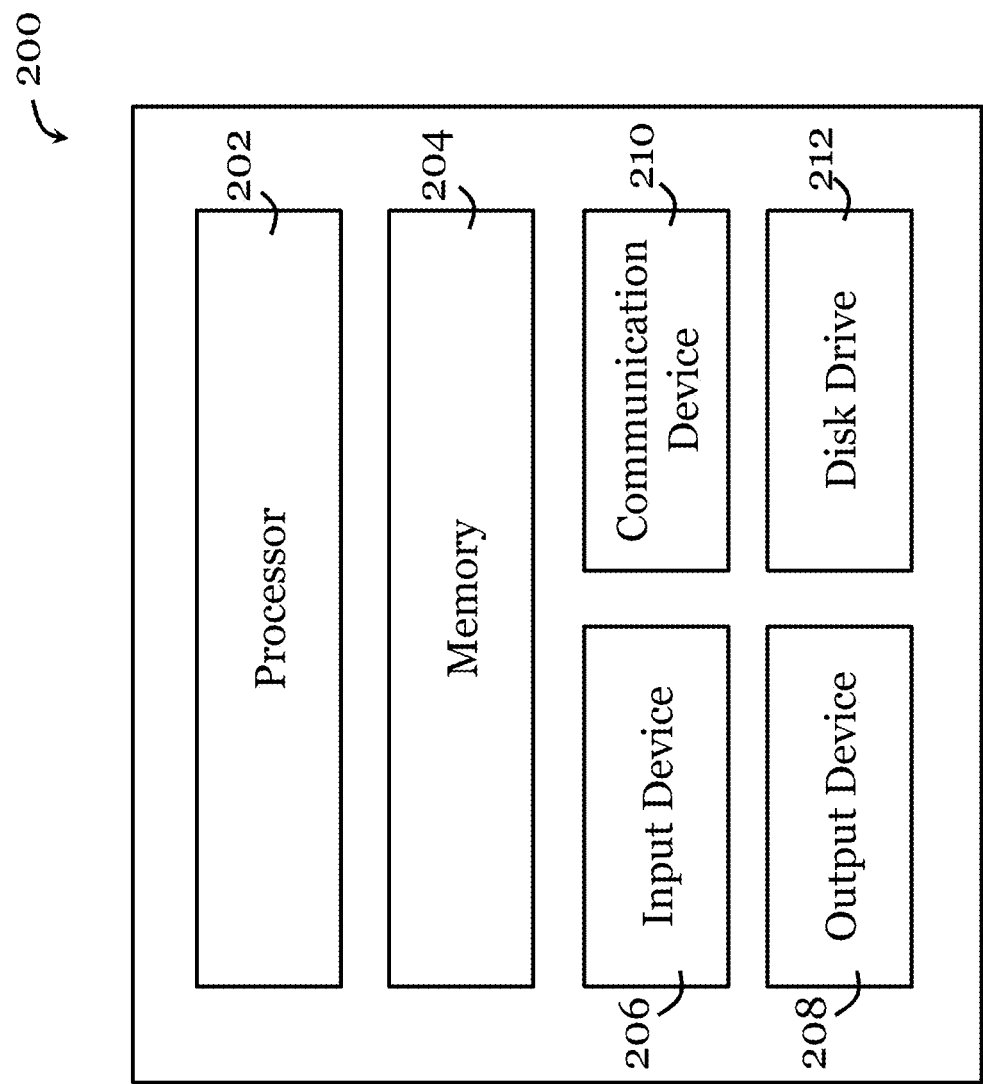 200
Processor
202
Memory
204
Input Device
206
Communication
Device
210
Output Device
208
Disk Drive
212